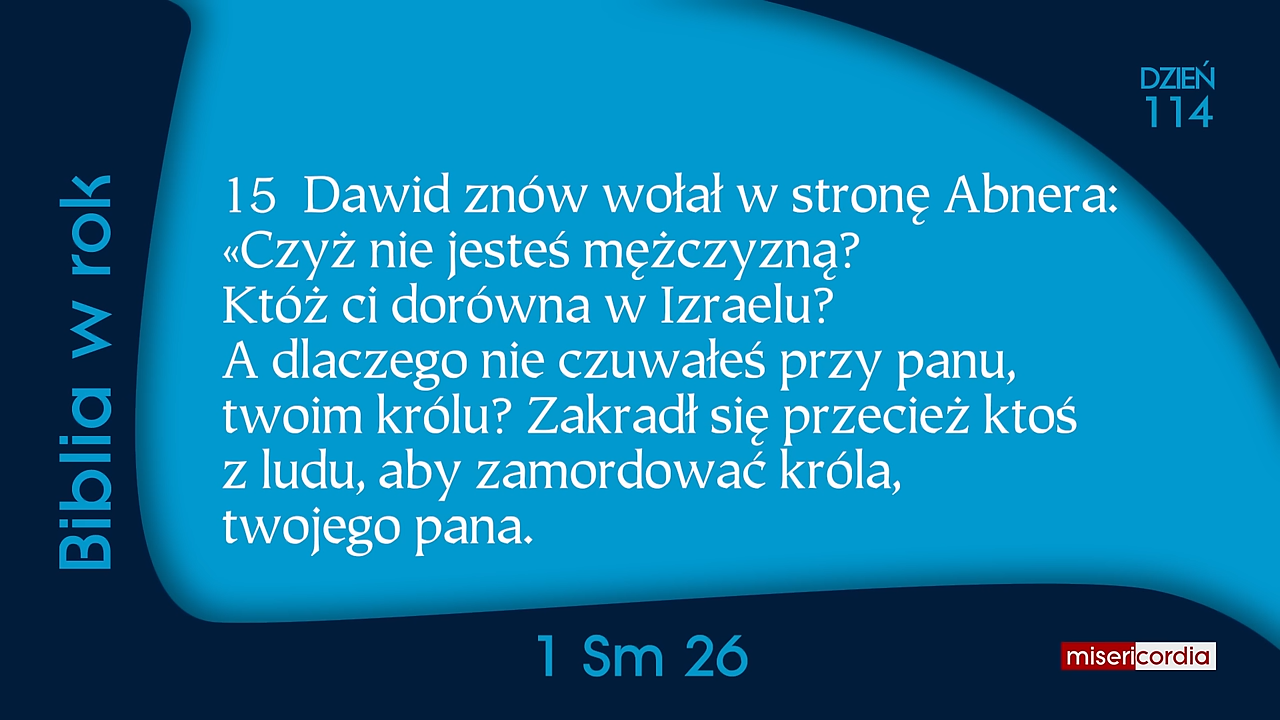 DZIEŃ
114
Biblia w rok
15 Dawid znów wołał w stronę Abnera:
«Czyż nie jesteś mężczyzną?
Któż ci dorówna w Izraelu?
A dlaczego nie czuwałeś przy panu,
twoim królu? Zakradł się przecież ktoś
z ludu, aby zamordować króla,
twojego pana.
1 Sm 26
misericordia